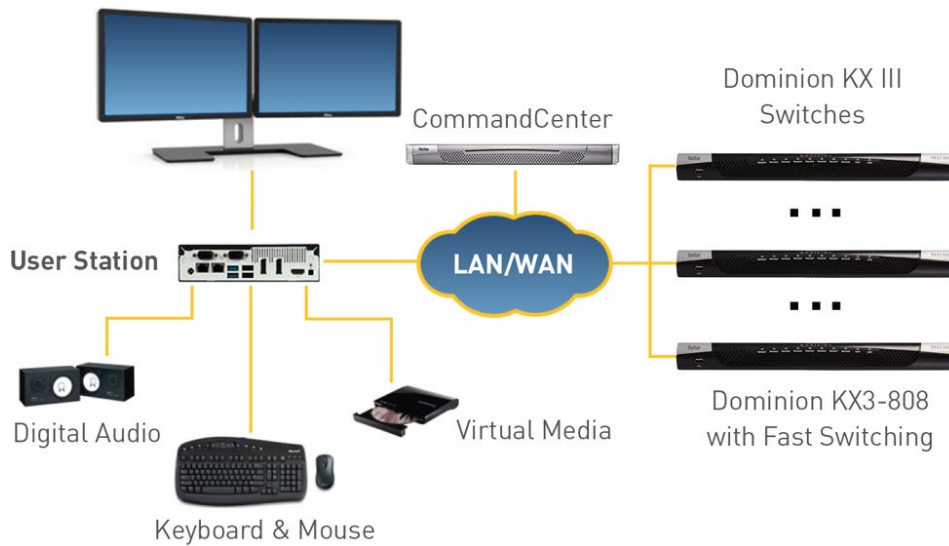 Dominion KX III
Switches
CommandCenter
User Station
LAN/WAN
Digital Audio
Virtual Media
Dominion KX3-808
with Fast Switching
Keyboard & Mouse